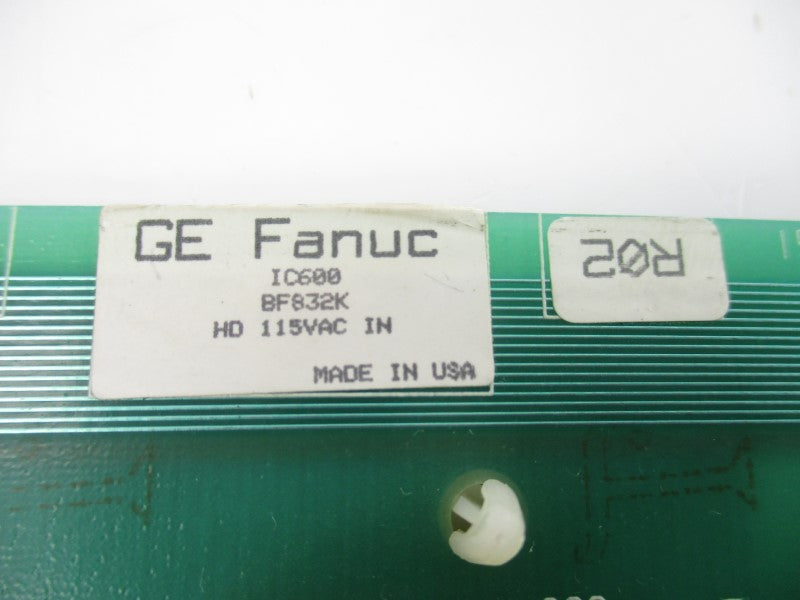 GE Fanuc
IC600
BF832K
HD 115VAC IN
MADE IN USA
R02